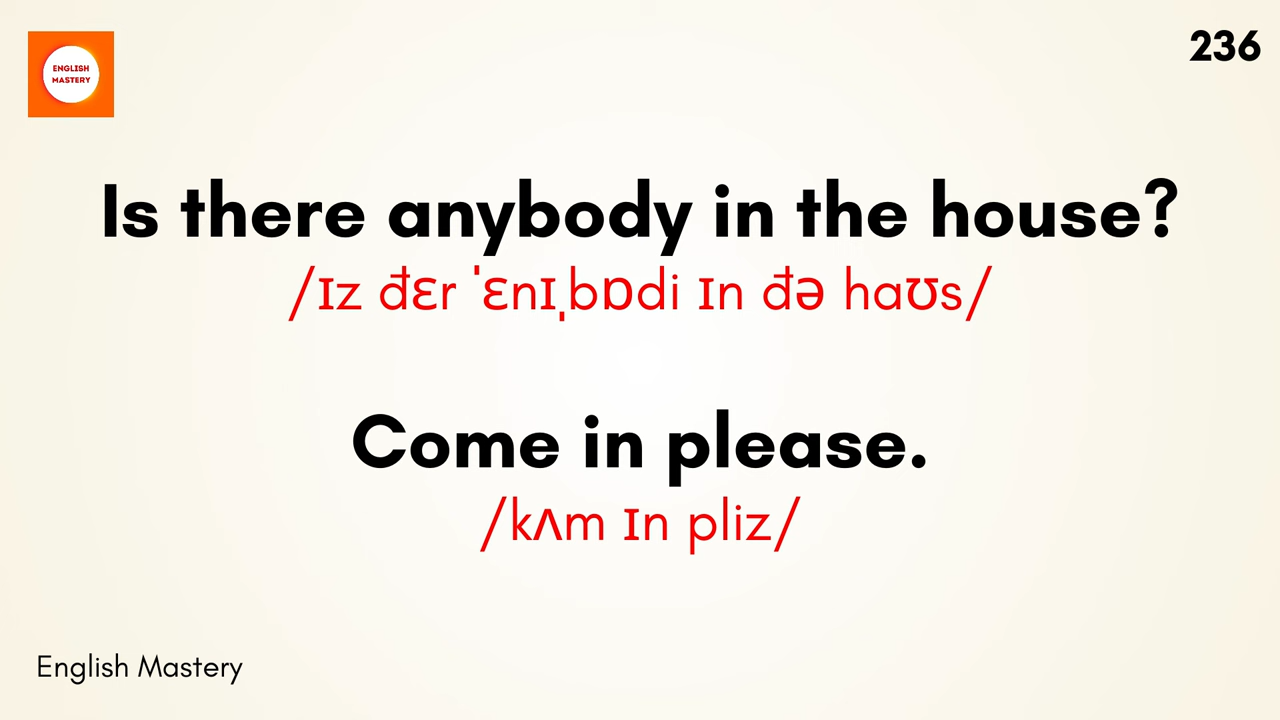 ENGLISH
MASTERY
236
Is there anybody in the house?
/ɪz đɛr ˈɛnɪˌbɒdi ɪn đə haʊs/
Come in please.
/kʌm ɪn pliz/
English Mastery